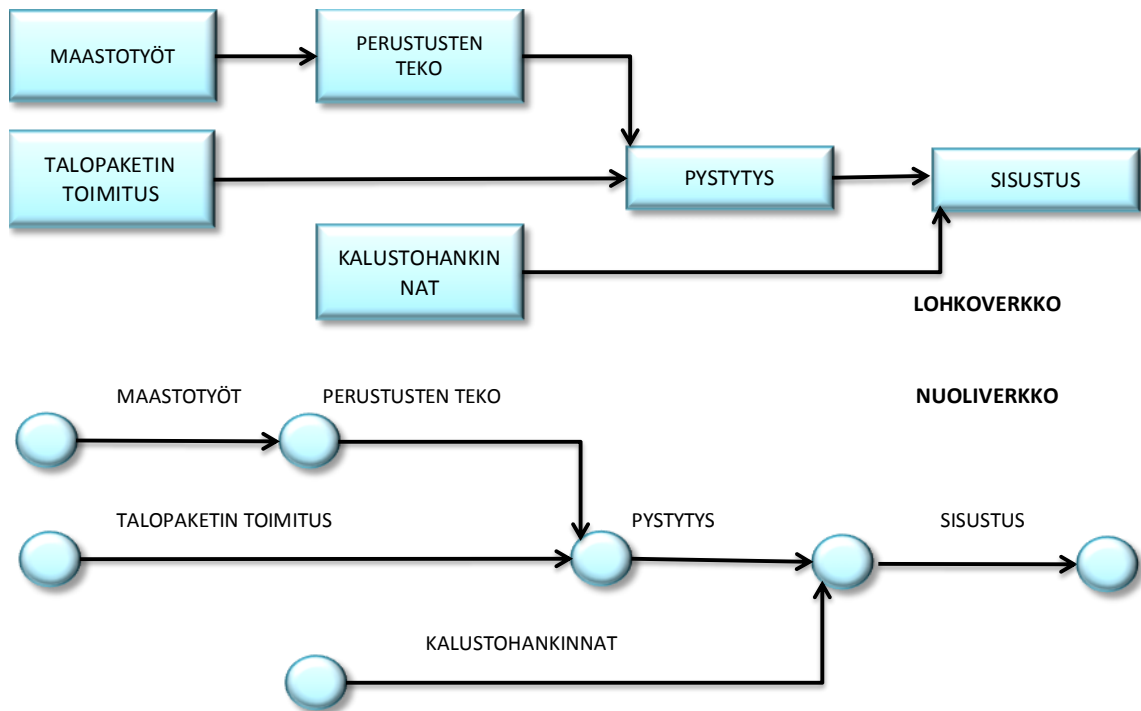 MAASTOTYÖT
PERUSTUSTEN
TEKO
TALOPAKETIN
TOIMITUS
PYSTYTYS
SISUSTUS
KALUSTOHANKIN
NAT
LOHKOVERKKO
MAASTOTYÖT
PERUSTUSTEN TEKO
NUOLIVERKKO
TALOPAKETIN TOIMITUS
PYSTYTYS
SISUSTUS
KALUSTOHANKINNAT